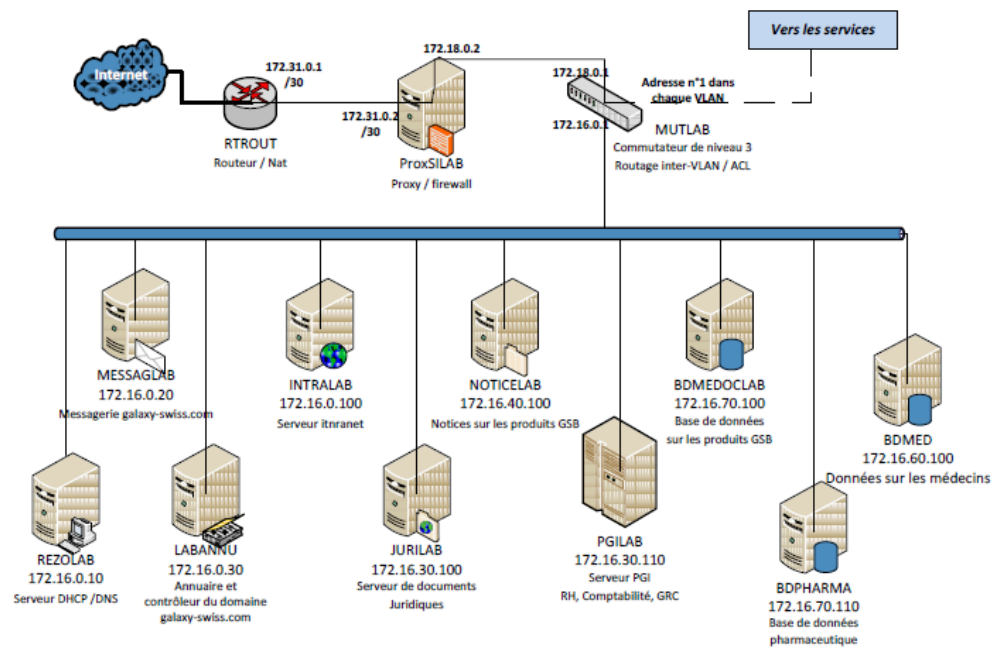 Vers les services
Internet
172.31.0.1
/30
RTROUT
Routeur / Nat
172.18.0.2
172.31.0.2
/30
ProxSILAB
Proxy / firewall
172.18.0.1
172.16.0.1
Adresse n°1 dans
chaque VLAN
MUTLAB
Commutateur de niveau 3
Routage inter-VLAN / ACL
MESSAGLAB
172.16.0.20
Messagerie galaxy-swiss.com
INTRALAB
172.16.0.100
Serveur itnranet
NOTICELAB
172.16.40.100
Notices sur les produits GSB
BDMEDOCLAB
172.16.70.100
Base de données
sur les produits GSB
BDMED
172.16.60.100
Données sur les médecins
REZOLAB
172.16.0.10
Serveur DHCP /DNS
LABANNU
172.16.0.30
Annuaire et
contrôleur du domaine
galaxy-swiss.com
JURILAB
172.16.30.100
Serveur de documents
Juridiques
PGILAB
172.16.30.110
Serveur PGI
RH, Comptabilité, GRC
BDPHARMA
172.16.70.110
Base de données
pharmaceutique